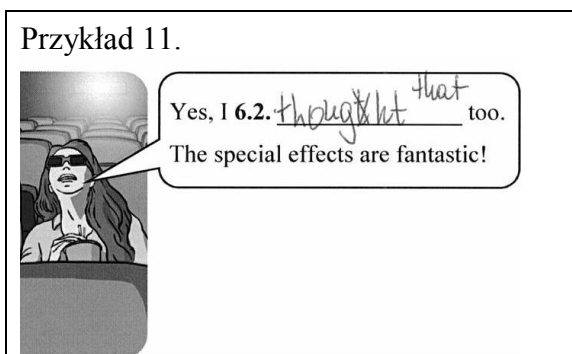 Przykład 11.
Yes, I 6.2. thought that too.
The special effects are fantastic!